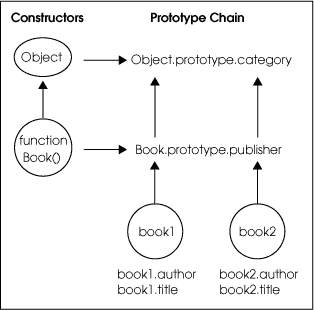 Constructors Prototype Chain
Object Object.prototype.category
function
Book() Book.prototype.publisher
book1 book2
book1.author book2.author
book1.title book2.title